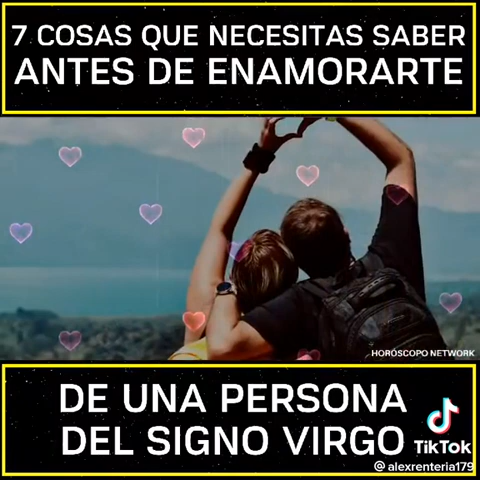 7 COSAS QUE NECESITAS SABER
ANTES DE ENAMORARTE
HORÓSCOPO NETWORK
DE UNA PERSONA
DEL SIGNO VIRGO
TikTok
@ alexrenteria179